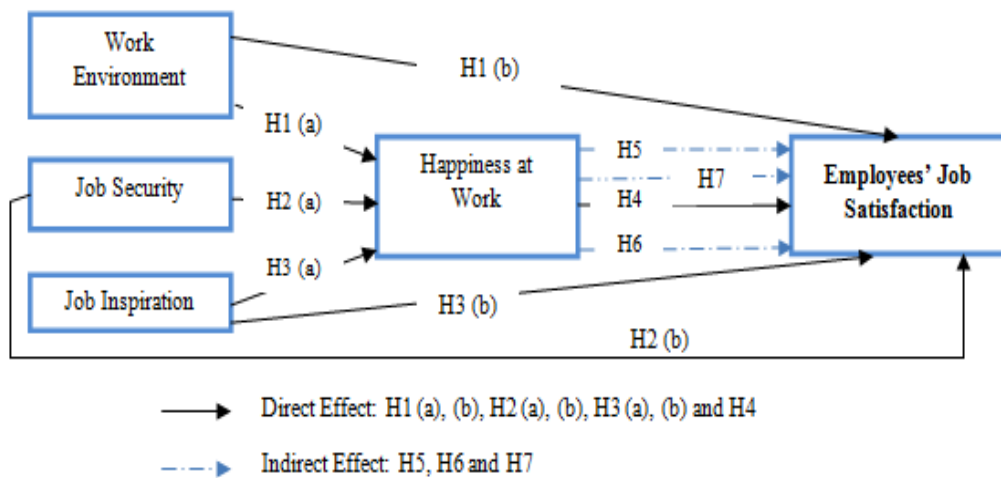 Work
Environment
H1 (b)
H1 (a)
Happiness at
Work
H5
H7
H4
H6
Employees’ Job
Satisfaction
Job Security
H2 (a)
H3 (a)
Job Inspiration
H3 (b)
H2 (b)
Direct Effect: H1 (a), (b), H2 (a), (b), H3 (a), (b) and H4
Indirect Effect: H5, H6 and H7